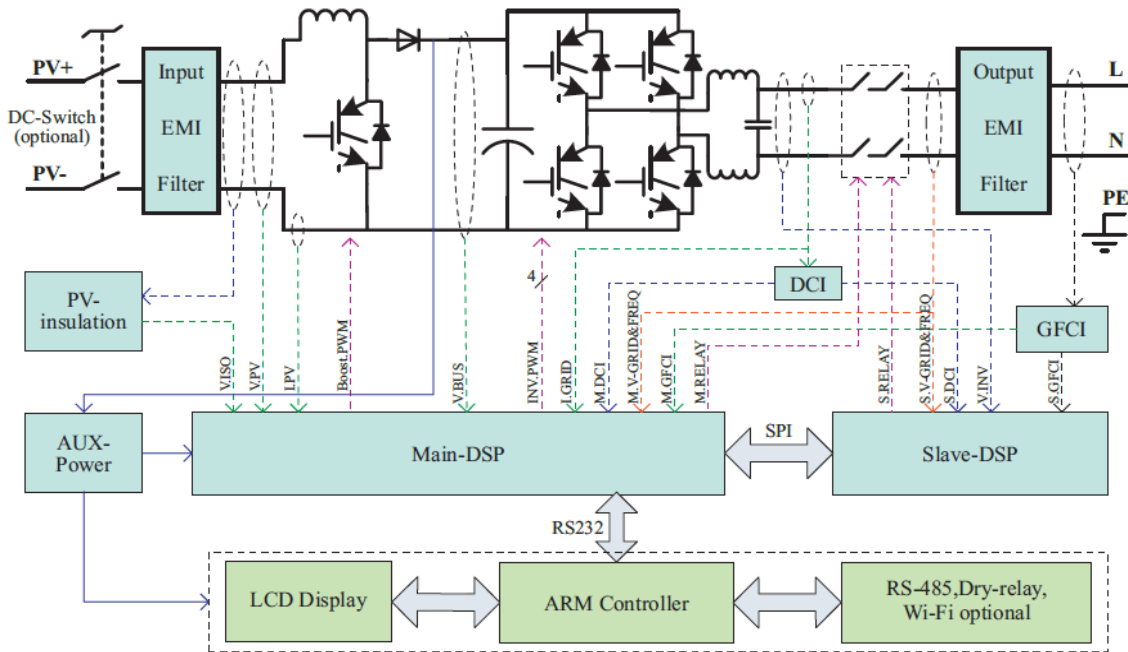 PV+
DC-Switch
(optional)
PV-
Input
EMI
Filter
Output
EMI
Filter
L
N
PE
4
DCI
GFCI
PV-
insulation
V.ISO
V.PV
I.PV
Boost.PWM
V.BUS
INV.PWM
I.GRID
M.DCI
M.V-GRID&FREQ
M.GFCI
M.RELAY
S.RELAY
S.V-GRID&FREQ
S.DCI
V.INV
S.GFCI
AUX-
Power
Main-DSP
SPI
Slave-DSP
RS232
LCD Display
ARM Controller
RS-485,Dry-relay,
Wi-Fi optional